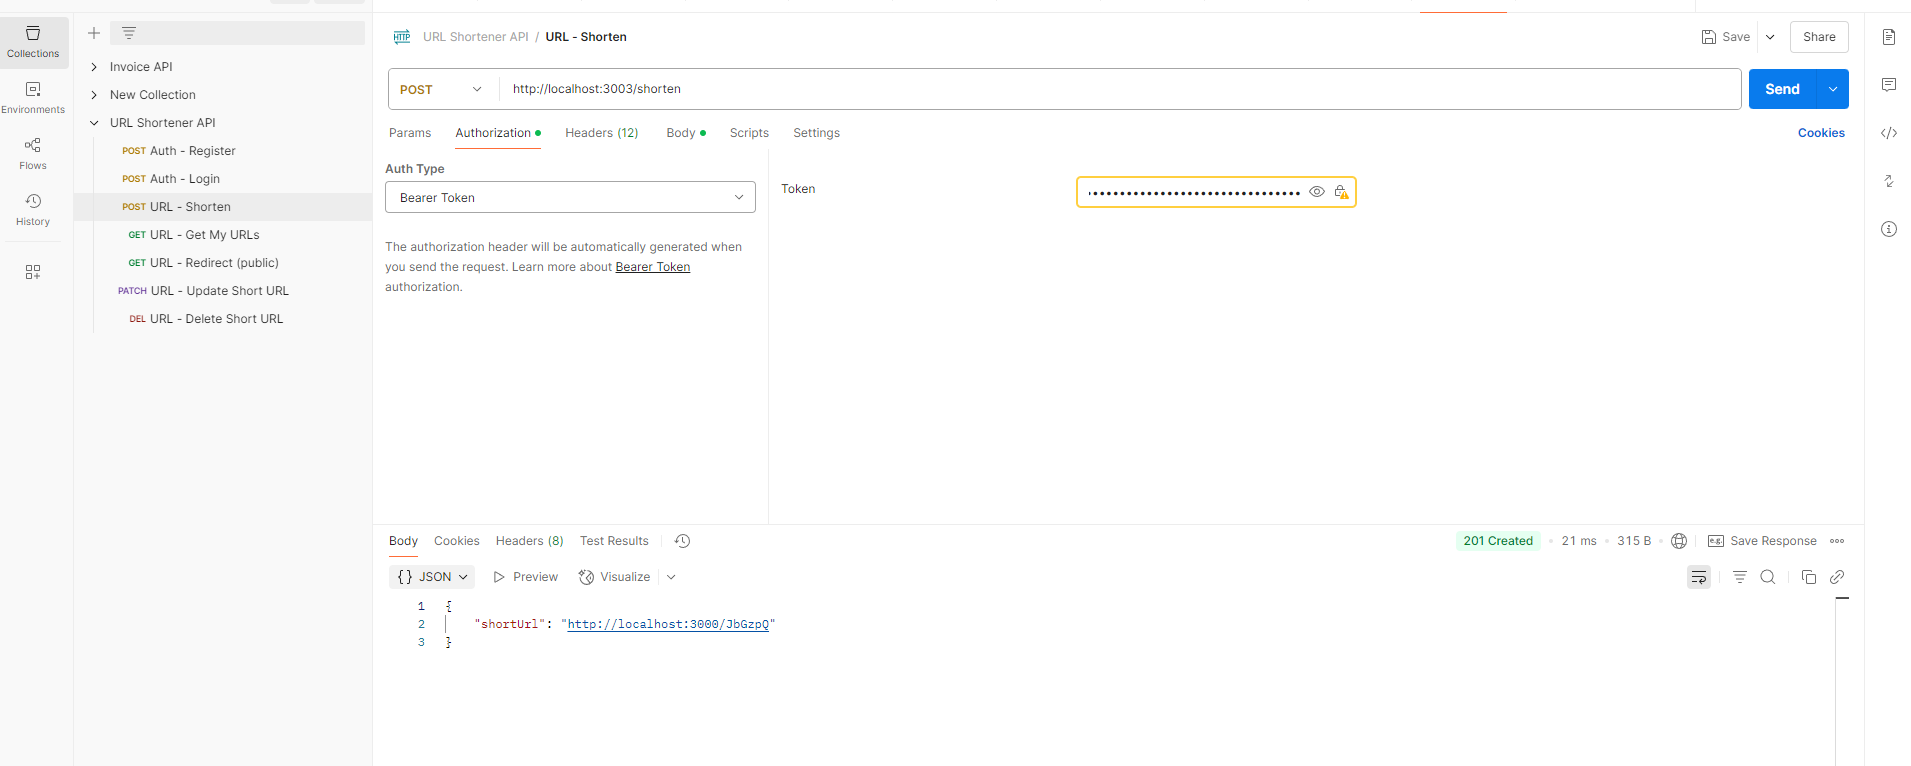 Collections
Environments
Flows
History
Invoice API
New Collection
URL Shortener API
POST Auth - Register
POST Auth - Login
POST URL - Shorten
GET URL - Get My URLs
GET URL - Redirect (public)
PATCH URL - Update Short URL
DEL URL - Delete Short URL
HTTP URL Shortener API / URL - Shorten
Save
Share
POST http://localhost:3003/shorten
Send
Params Authorization Headers (12) Body Scripts Settings
Cookies
Auth Type
Bearer Token
The authorization header will be automatically generated when
you send the request. Learn more about Bearer Token
authorization.
Token
Body Cookies Headers (8) Test Results
201 Created • 21 ms • 315 B
e.g. Save Response
{} JSON Preview Visualize
1 {
2 "shortUrl": "http://localhost:3000/JbGzpQ"
3 }